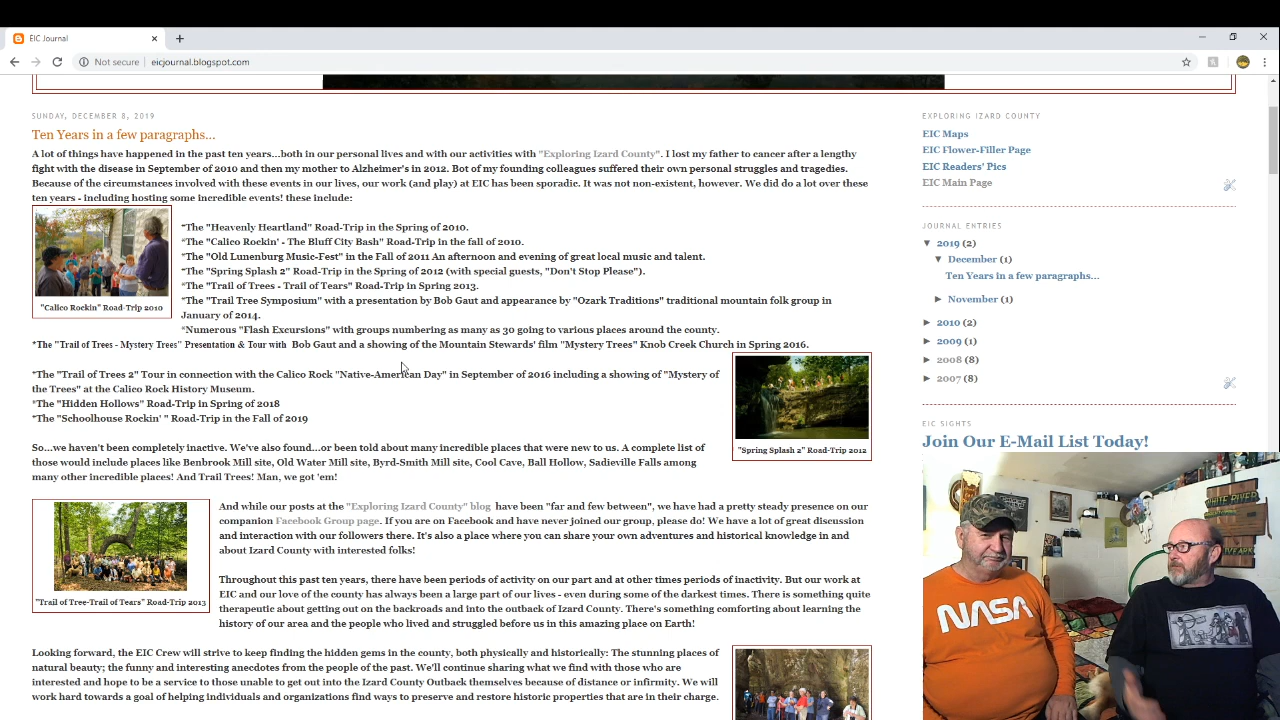 EIC Journal
Not secure
eicjournal.blogspot.com
SUNDAY, DECEMBER 8, 2019
Ten Years in a few paragraphs...
A lot of things have happened in the past ten years...both in our personal lives and with our activities with "Exploring Izard County". I lost my father to cancer after a lengthy
fight with the disease in September of 2010 and then my mother to Alzheimer's in 2012. Bot of my founding colleagues suffered their own personal struggles and tragedies.
Because of the circumstances involved with these events in our lives, our work (and play) at EIC has been sporadic. It was not non-existent, however. We did do a lot over these
ten years - including hosting some incredible events! these include:
*The "Heavenly Heartland" Road-Trip in the Spring of 2010.
*The "Calico Rockin' - The Bluff City Bash" Road-Trip in the fall of 2010.
*The "Old Lunenburg Music-Fest" in the Fall of 2011 An afternoon and evening of great local music and talent.
*The "Spring Splash 2" Road-Trip in the Spring of 2012 (with special guests, "Don't Stop Please").
*The "Trail of Trees - Trail of Tears" Road-Trip in Spring 2013.
*The "Trail Tree Symposium" with a presentation by Bob Gaut and appearance by "Ozark Traditions" traditional mountain folk group in
January of 2014.
*Numerous "Flash Excursions" with groups numbering as many as 30 going to various places around the county.
"Calico Rockin" Road-Trip 2010
*The "Trail of Trees - Mystery Trees" Presentation & Tour with Bob Gaut and a showing of the Mountain Stewards' film "Mystery Trees" Knob Creek Church in Spring 2016.
*The "Trail of Trees 2" Tour in connection with the Calico Rock "Native-American Day" in September of 2016 including a showing of "Mystery of
the Trees" at the Calico Rock History Museum.
*The "Hidden Hollows" Road-Trip in Spring of 2018
*The "Schoolhouse Rockin' " Road-Trip in the Fall of 2019
"Spring Splash 2" Road-Trip 2012
So...we haven't been completely inactive. We've also found...or been told about many incredible places that were new to us. A complete list of
those would include places like Benbrook Mill site, Old Water Mill site, Byrd-Smith Mill site, Cool Cave, Ball Hollow, Sadieville Falls among
many other incredible places! And Trail Trees! Man, we got 'em!
And while our posts at the "Exploring Izard County" blog have been "far and few between", we have had a pretty steady presence on our
companion Facebook Group page. If you are on Facebook and have never joined our group, please do! We have a lot of great discussion
and interaction with our followers there. It's also a place where you can share your own adventures and historical knowledge in and
about Izard County with interested folks!
"Trail of Tree-Trail of Tears" Road-Trip 2013
Throughout this past ten years, there have been periods of activity on our part and at other times periods of inactivity. But our work at
EIC and our love of the county has always been a large part of our lives - even during some of the darkest times. There is something quite
therapeutic about getting out on the backroads and into the outback of Izard County. There's something comforting about learning the
history of our area and the people who lived and struggled before us in this amazing place on Earth!
Looking forward, the EIC Crew will strive to keep finding the hidden gems in the county, both physically and historically: The stunning places of
natural beauty; the funny and interesting anecdotes from the people of the past. We'll continue sharing what we find with those who are
interested and hope to be a service to those unable to get out into the Izard County Outback themselves because of distance or infirmity. We will
work hard towards a goal of helping individuals and organizations find ways to preserve and restore historic properties that are in their charge.
EXPLORING IZARD COUNTY
EIC Maps
EIC Flower-Filler Page
EIC Readers' Pics
EIC Main Page
JOURNAL ENTRIES
▼ 2019 (2)
▼ December (1)
Ten Years in a few paragraphs...
► November (1)
► 2010 (2)
► 2009 (1)
► 2008 (8)
► 2007 (8)
EIC SIGHTS
Join Our E-Mail List Today!
WHITE RIVER
NASA